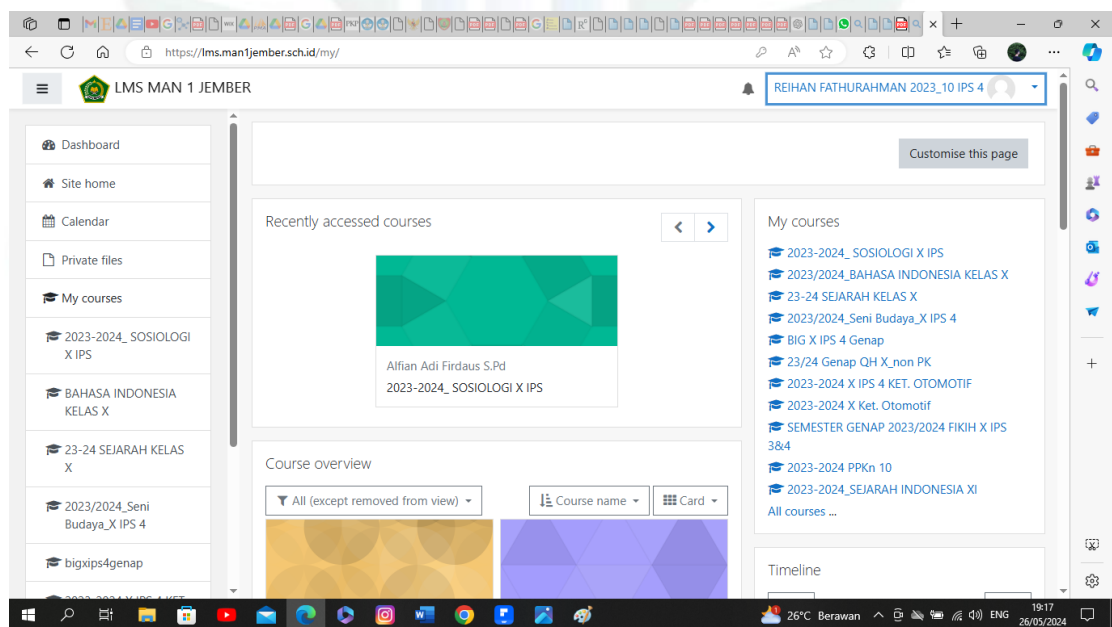 https://lms.man1jember.sch.id/my/
LMS MAN 1 JEMBER
REIHAN FATHURAHMAN 2023_10 IPS 4
Dashboard
Site home
Calendar
Private files
My courses
2023-2024_ SOSIOLOGI
X IPS
BAHASA INDONESIA
KELAS X
23-24 SEJARAH KELAS
X
2023/2024_Seni
Budaya_X IPS 4
bigxips4genap
2023-2024 X IPS 4 KET.
Customise this page
Recently accessed courses
Alfian Adi Firdaus S.Pd
2023-2024_ SOSIOLOGI X IPS
Course overview
All (except removed from view)
Course name
Card
My courses
2023-2024_ SOSIOLOGI X IPS
2023/2024_BAHASA INDONESIA KELAS X
23-24 SEJARAH KELAS X
2023/2024_Seni Budaya_X IPS 4
BIG X IPS 4 Genap
23/24 Genap QH X_non PK
2023-2024 X IPS 4 KET. OTOMOTIF
2023-2024 X Ket. Otomotif
SEMESTER GENAP 2023/2024 FIKIH X IPS
3&4
2023-2024 PPKn 10
2023-2024_SEJARAH INDONESIA XI
All courses ...
Timeline
26°C Berawan
ENG
19:17
26/05/2024